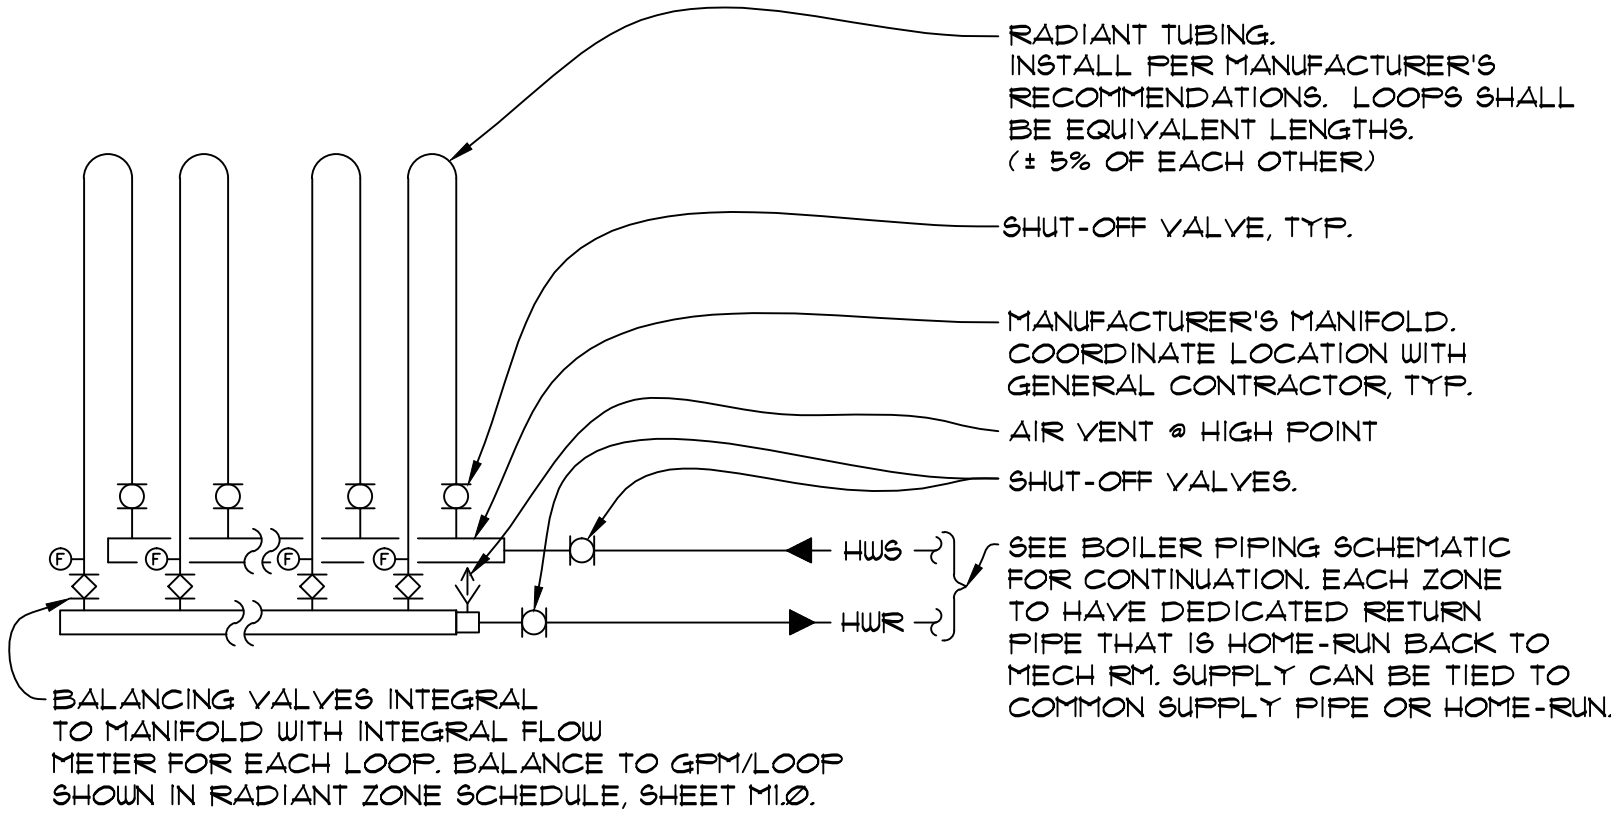 RADIANT TUBING.
INSTALL PER MANUFACTURER'S
RECOMMENDATIONS. LOOPS SHALL
BE EQUIVALENT LENGTHS.
(± 5% OF EACH OTHER)
SHUT-OFF VALVE, TYP.
MANUFACTURER'S MANIFOLD.
COORDINATE LOCATION WITH
GENERAL CONTRACTOR, TYP.
AIR VENT @ HIGH POINT
SHUT-OFF VALVES.
F F F F
HWS
HWR
SEE BOILER PIPING SCHEMATIC
FOR CONTINUATION. EACH ZONE
TO HAVE DEDICATED RETURN
PIPE THAT IS HOME-RUN BACK TO
MECH RM. SUPPLY CAN BE TIED TO
COMMON SUPPLY PIPE OR HOME-RUN.
BALANCING VALVES INTEGRAL
TO MANIFOLD WITH INTEGRAL FLOW
METER FOR EACH LOOP. BALANCE TO GPM/LOOP
SHOWN IN RADIANT ZONE SCHEDULE, SHEET M1.0.